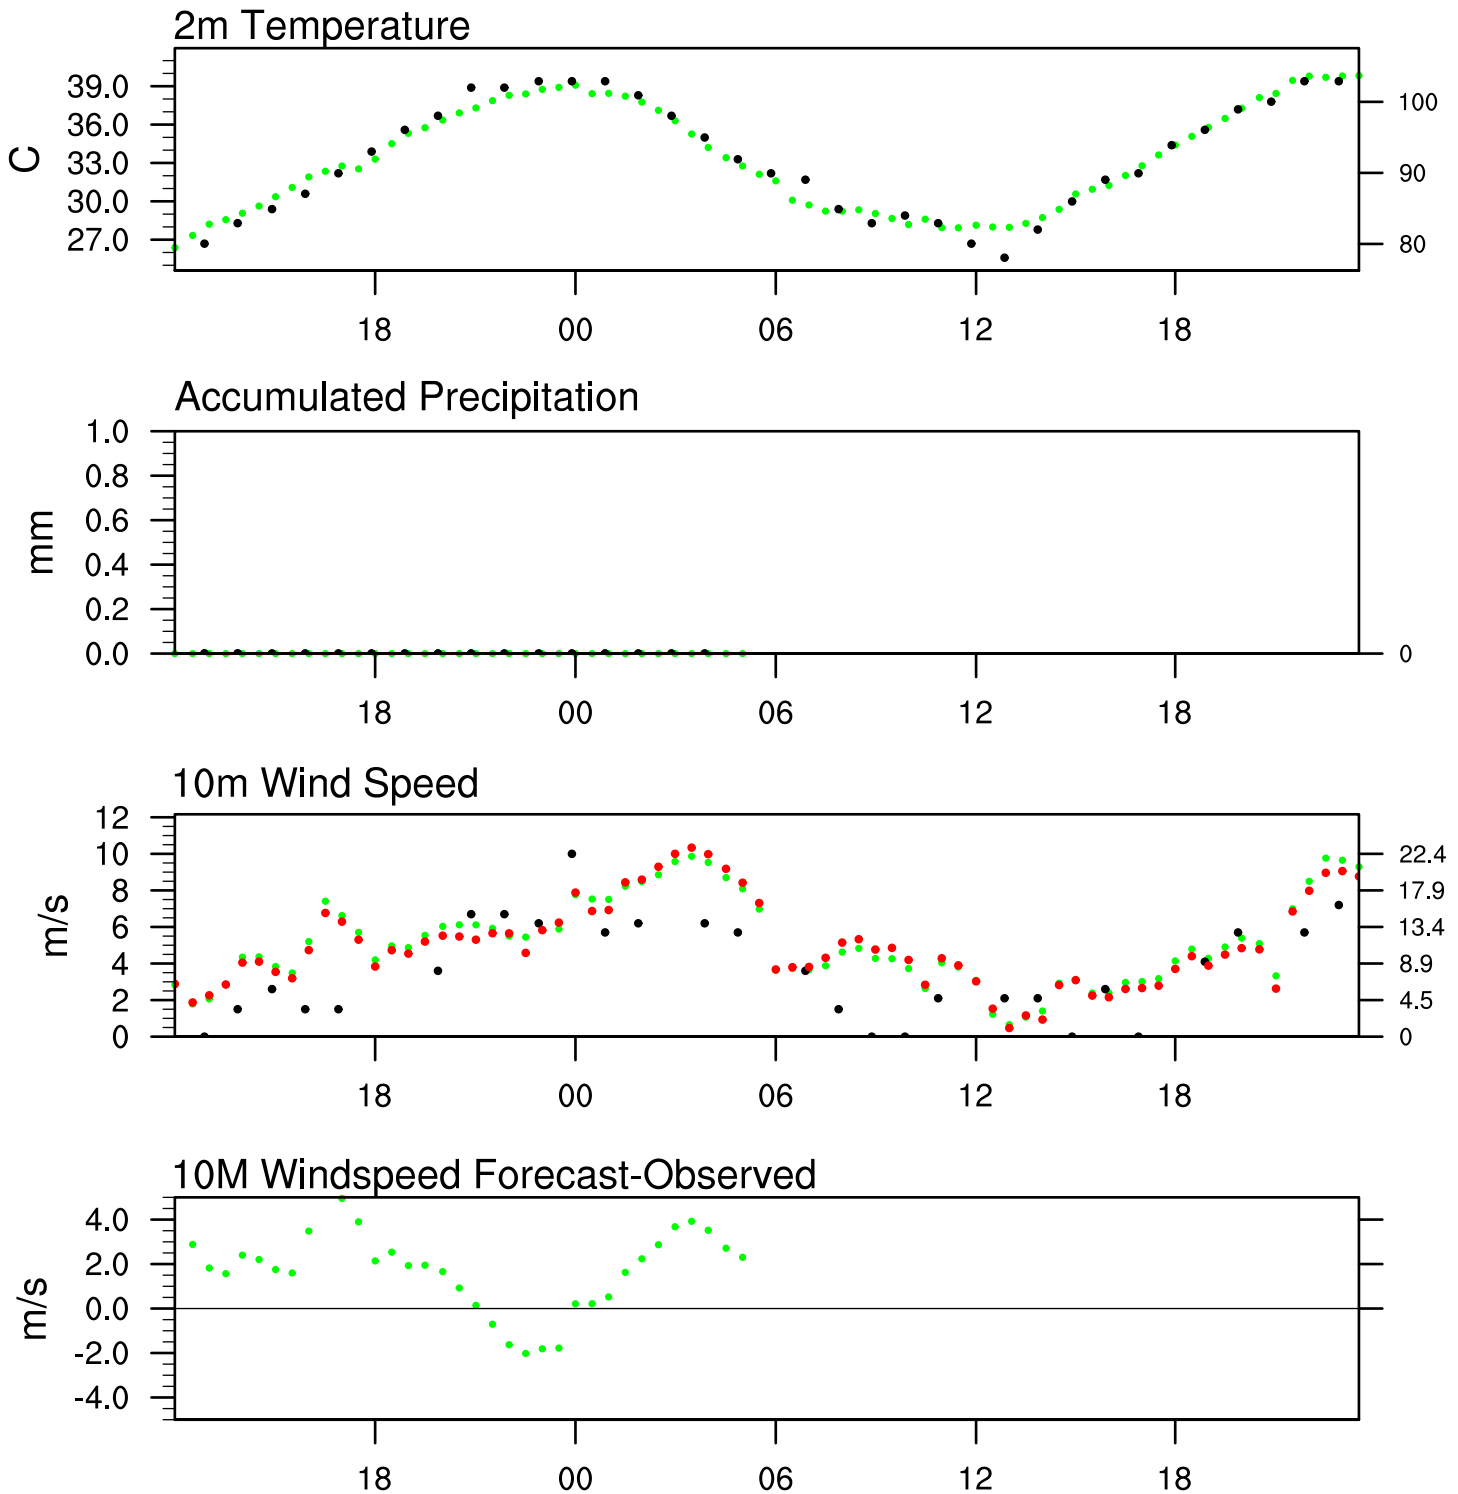 2m Temperature
39.0
36.0
33.0
30.0
27.0
C
100
90
80
18 00 06 12 18
Accumulated Precipitation
1.0
0.8
0.6
0.4
0.2
0.0
mm
0
18 00 06 12 18
10m Wind Speed
12
10
8
6
4
2
0
m/s
22.4
17.9
13.4
8.9
4.5
0
18 00 06 12 18
10M Windspeed Forecast-Observed
4.0
2.0
0.0
-2.0
-4.0
m/s
18 00 06 12 18